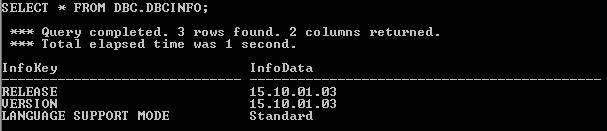 SELECT * FROM DBC.DBCINFO;
*** Query completed. 3 rows found. 2 columns returned.
*** Total elapsed time was 1 second.
InfoKey InfoData
------------------------------ --------------------------------------------
RELEASE 15.10.01.03
VERSION 15.10.01.03
LANGUAGE SUPPORT MODE Standard